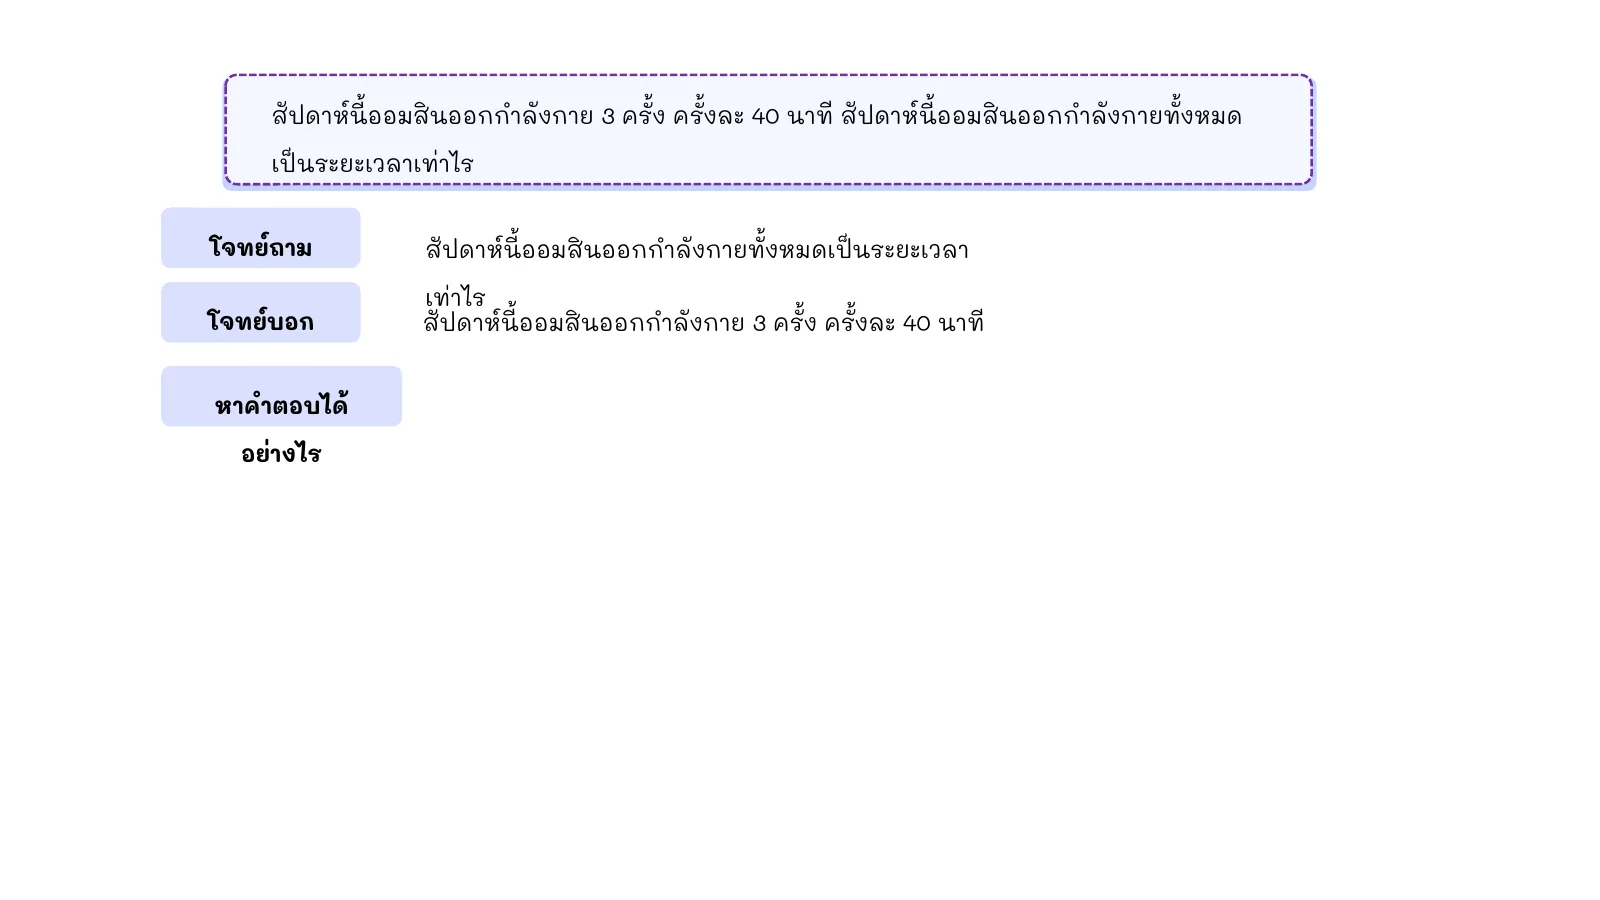 สัปดาห์นี้ออมสินออกกำลังกาย 3 ครั้ง ครั้งละ 40 นาที สัปดาห์นี้ออมสินออกกำลังกายทั้งหมด
เป็นระยะเวลาเท่าไร
โจทย์ถาม
สัปดาห์นี้ออมสินออกกำลังกายทั้งหมดเป็นระยะเวลา
เท่าไร
โจทย์บอก
สัปดาห์นี้ออมสินออกกำลังกาย 3 ครั้ง ครั้งละ 40 นาที
หาคำตอบได้
อย่างไร